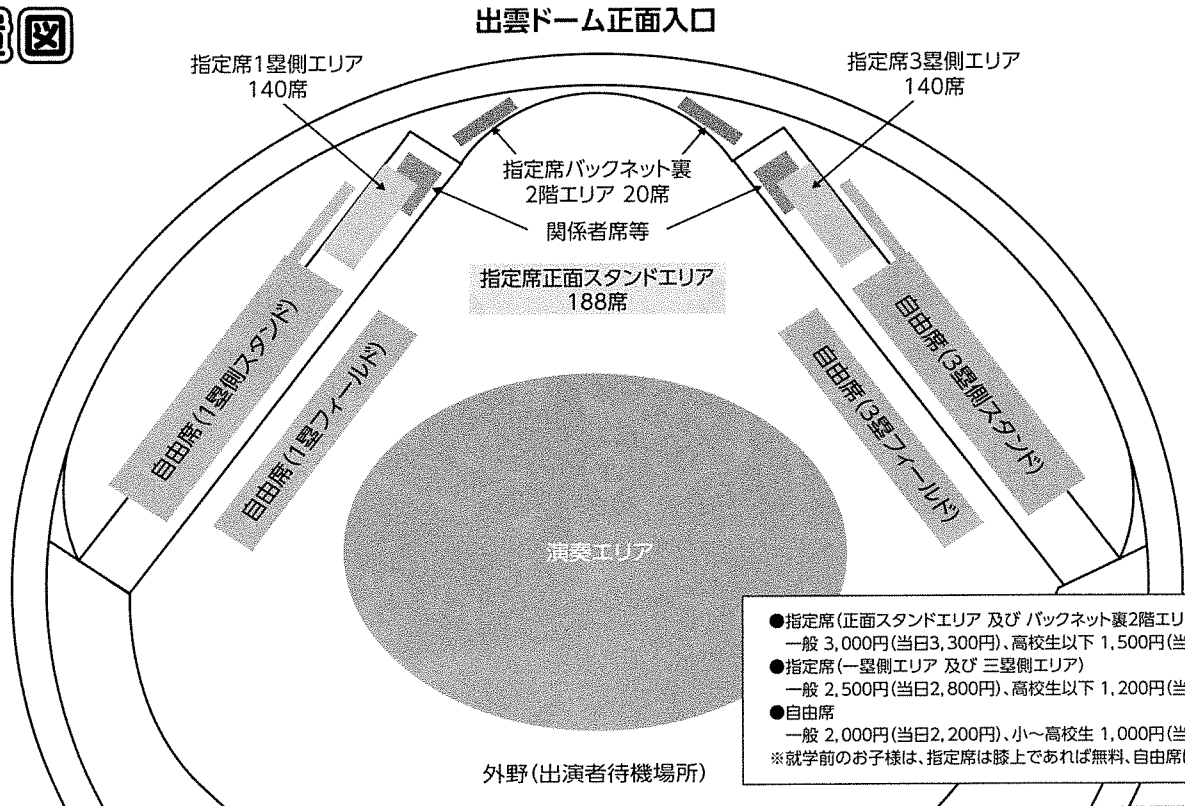 置図
出雲ドーム正面入口
指定席1塁側エリア
140席
指定席3塁側エリア
140席
指定席バックネット裏
2階エリア 20席
関係者席等
指定席正面スタンドエリア
188席
自由席(1塁側スタンド)
自由席(1塁フィールド)
自由席(3塁フィールド)
自由席(3塁側スタンド)
演奏エリア
●指定席(正面スタンドエリア 及び バックネット裏2階エリ
一般 3,000円(当日3,300円)、高校生以下 1,500円(当
●指定席(一塁側エリア 及び 三塁側エリア)
一般 2,500円(当日2,800円)、高校生以下 1,200円(当
●自由席
一般 2,000円(当日2,200円)、小〜高校生 1,000円(当
※就学前のお子様は、指定席は膝上であれば無料、自由席は
外野(出演者待機場所)